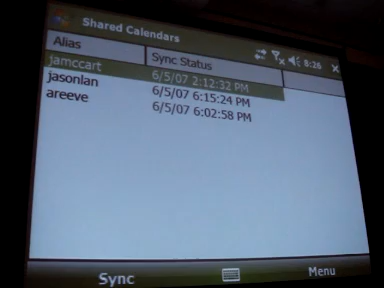 Shared Calendars
8:26
Alias Sync Status
jamccart 6/5/07 2:12:32 PM
jasonlan 6/5/07 6:15:24 PM
areeve 6/5/07 6:02:58 PM
Sync Menu